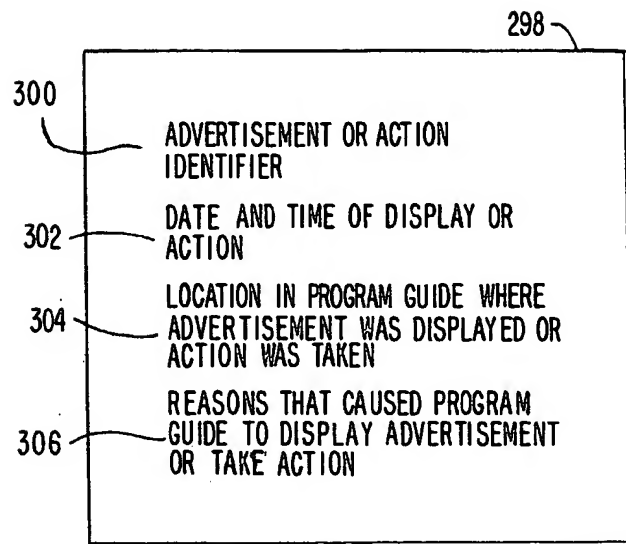 298
300
ADVERTISEMENT OR ACTION
IDENTIFIER
302
DATE AND TIME OF DISPLAY OR
ACTION
304
LOCATION IN PROGRAM GUIDE WHERE
ADVERTISEMENT WAS DISPLAYED OR
ACTION WAS TAKEN
306
REASONS THAT CAUSED PROGRAM
GUIDE TO DISPLAY ADVERTISEMENT
OR TAKE ACTION